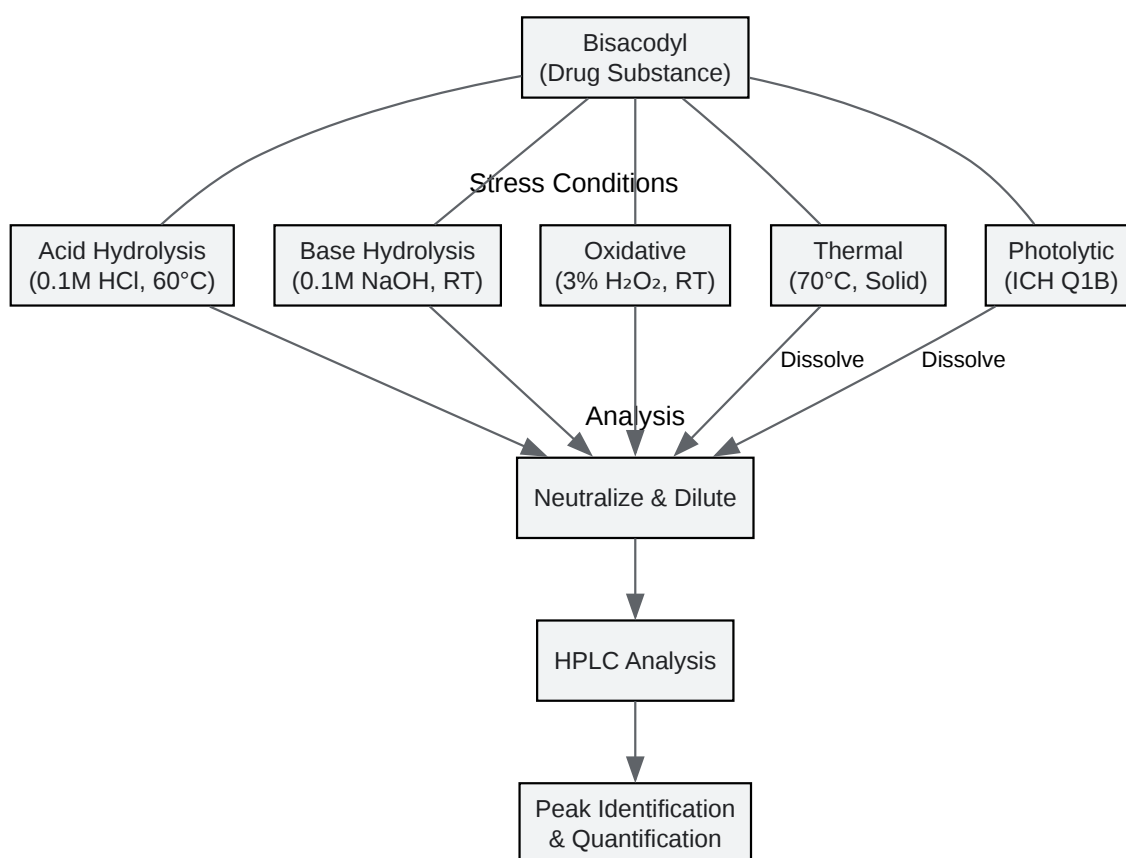 Bisacodyl
(Drug Substance)
Stress Conditions
Acid Hydrolysis
(0.1M HCl, 60°C)
Base Hydrolysis
(0.1M NaOH, RT)
Oxidative
(3% H₂O₂, RT)
Thermal
(70°C, Solid)
Photolytic
(ICH Q1B)
Dissolve
Dissolve
Analysis
Neutralize & Dilute
HPLC Analysis
Peak Identification
& Quantification